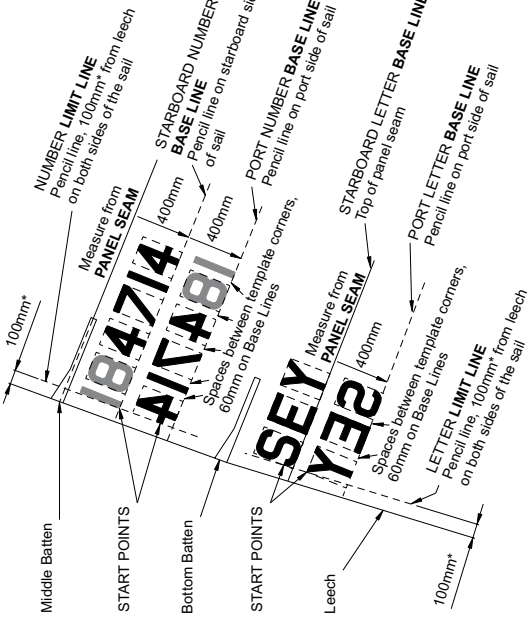 100mm*
NUMBER LIMIT LINE
Pencil line, 100mm* from leech
on both sides of the sail
Middle Batten
Measure from
PANEL SEAM
STARBOARD NUMBER
BASE LINE
Pencil line on starboard
of sail
184714
400mm
PORT NUMBER BASE LINE
Pencil line on port side of sail
START POINTS
184714
400mm
Spaces between template corners,
60mm on Base Lines
Bottom Batten
STARBOARD LETTER BASE
Top of panel seam
SEY
Measure from
PANEL SEAM
START POINTS
SEY
400mm
PORT LETTER BASE LINE
Pencil line on port side of sail
Spaces between template corners,
60mm on Base Lines
Leech
LETTER LIMIT LINE
Pencil line, 100mm* from leech
on both sides of the sail
100mm*